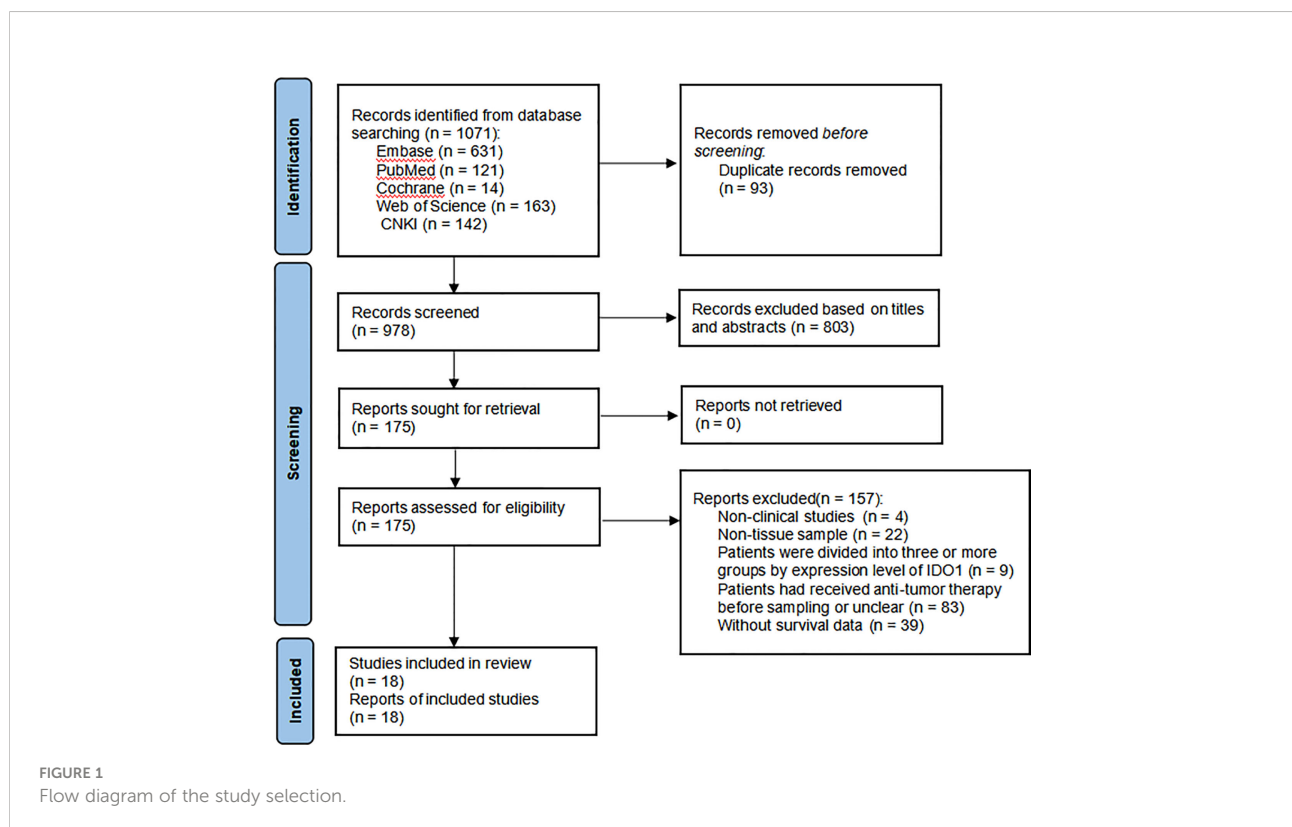 Identification
Records identified from database
searching (n = 1071):
Embase (n = 631)
PubMed (n = 121)
Cochrane (n = 14)
Web of Science (n = 163)
CNKI (n = 142)
Records removed before
screening:
Duplicate records removed
(n = 93)
Screening
Records screened
(n = 978)
Records excluded based on titles
and abstracts (n = 803)
Reports sought for retrieval
(n = 175)
Reports not retrieved
(n = 0)
Reports assessed for eligibility
(n = 175)
Reports excluded(n = 157):
Non-clinical studies (n = 4)
Non-tissue sample (n = 22)
Patients were divided into three or more
groups by expression level of IDO1 (n = 9)
Patients had received anti-tumor therapy
before sampling or unclear (n = 83)
Without survival data (n = 39)
Included
Studies included in review
(n = 18)
Reports of included studies
(n = 18)
FIGURE 1
Flow diagram of the study selection.